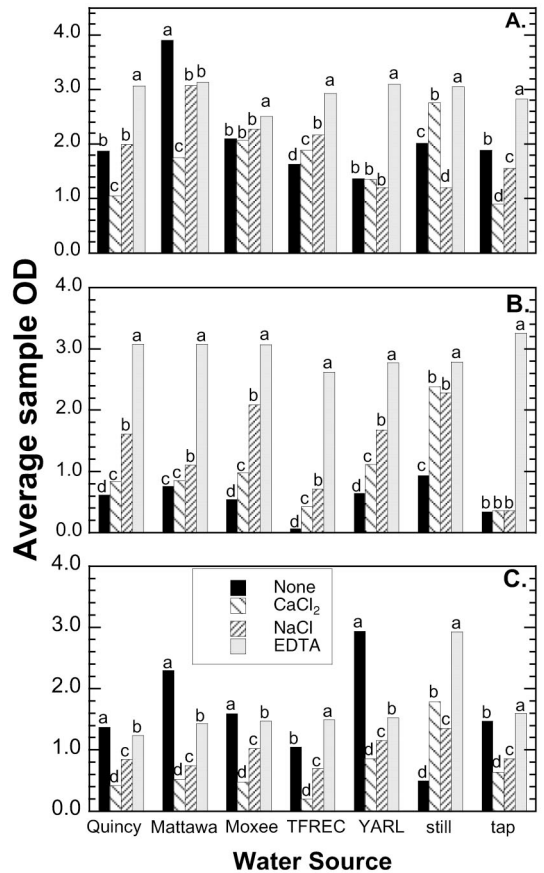 Average sample OD
A.
4.0
3.0
2.0
1.0
0.0
b c b a
a c b b
b b b a
d c b a
b b b a
c b d a
b d c a
B.
4.0
3.0
2.0
1.0
0.0
d c b a
c c b a
d c b a
d c b a
d c b a
c b b a
b b b a
C.
4.0
3.0
2.0
1.0
0.0
None
CaCl₂
NaCl
EDTA
a d c b
a d c b
a d c b
b d c a
a d c b
d b c a
b d c a
Quincy Mattawa Moxee TFREC YARL still tap
Water Source